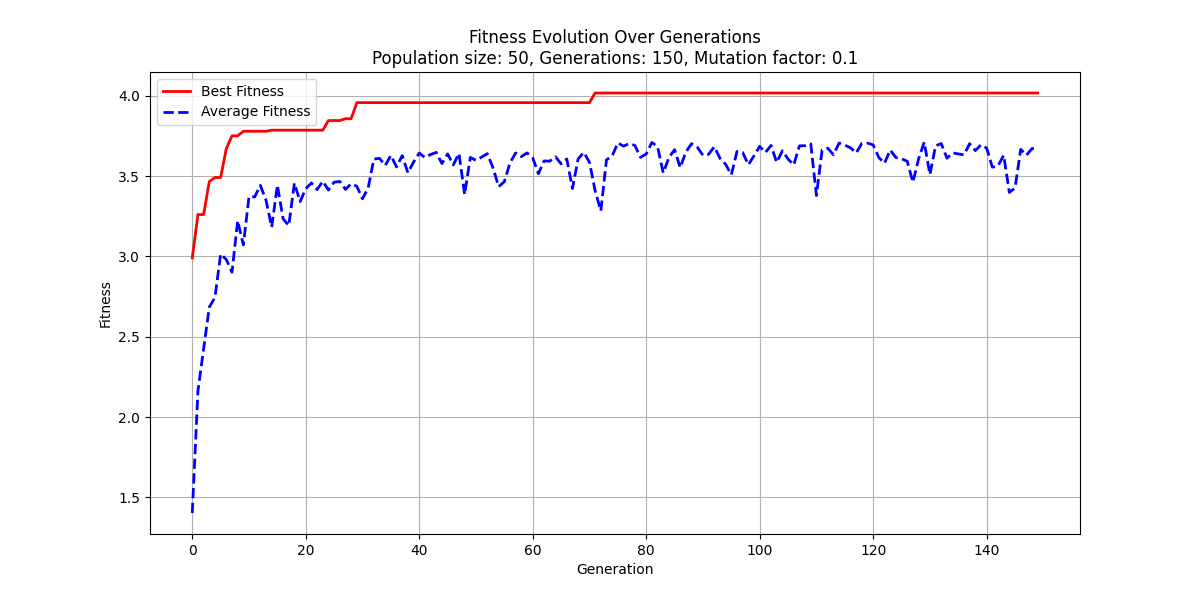 Fitness Evolution Over Generations
Population size: 50, Generations: 150, Mutation factor: 0.1
Best Fitness
Average Fitness
4.0
3.5
3.0
2.5
2.0
1.5
Fitness
0 20 40 60 80 100 120 140
Generation